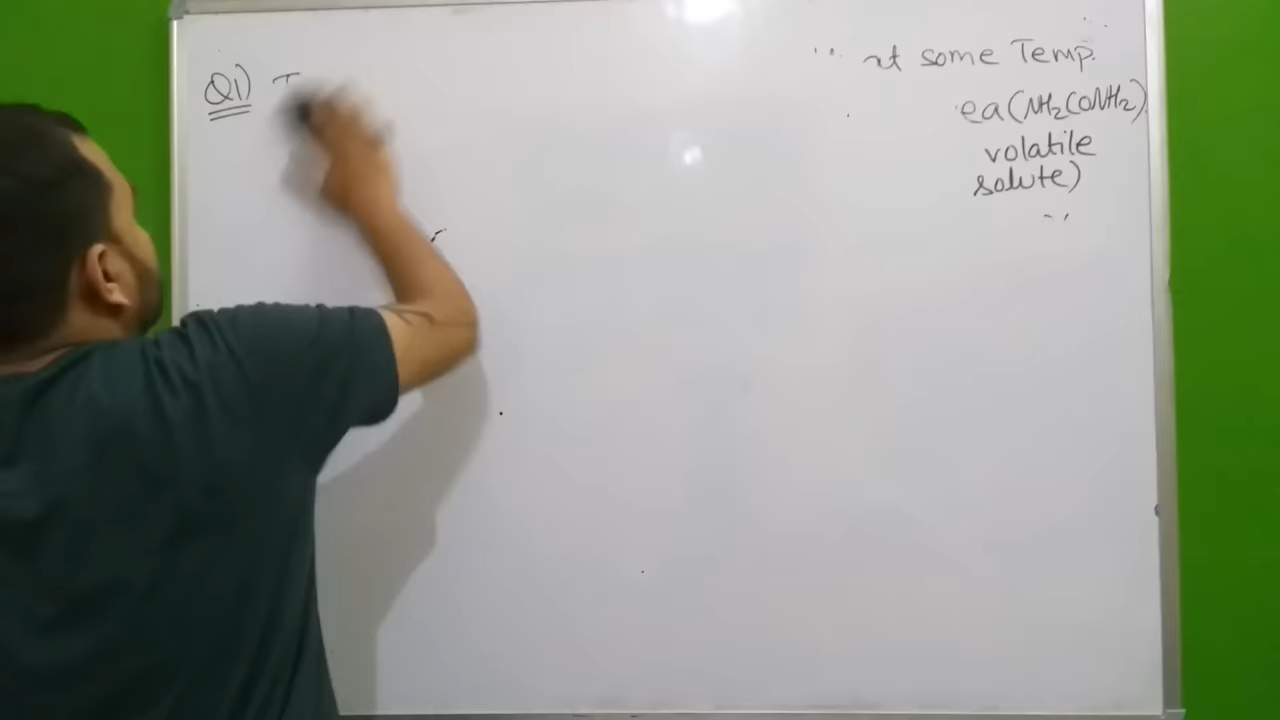 Q1) T
at some Temp.
ea(NH₂CONH₂)
volatile
solute)